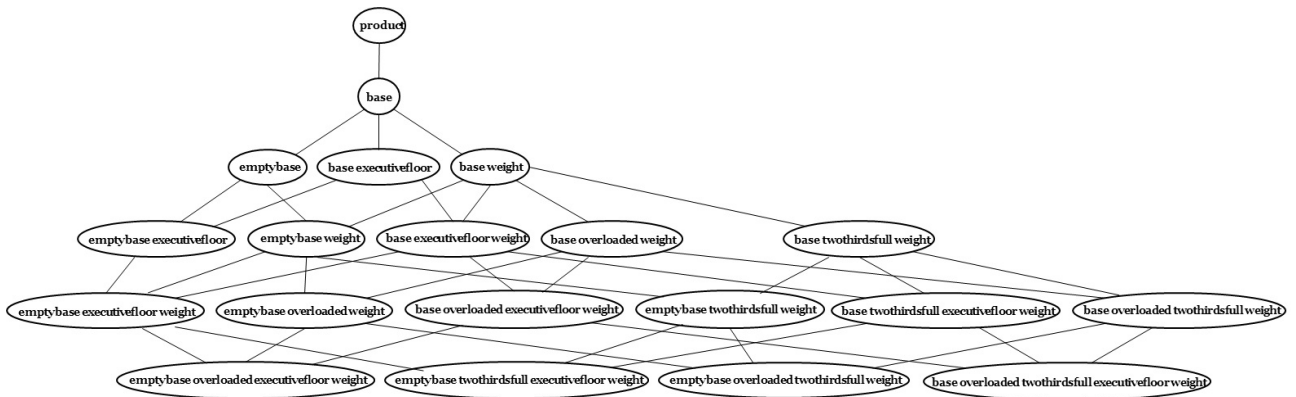 product
base
emptybase
base executivefloor
base weight
emptybase executivefloor
emptybase weight
base executivefloor weight
base overloaded weight
base twothirdsfull weight
emptybase executivefloor weight
emptybase overloaded weight
base overloaded executivefloor weight
emptybase twothirdsfull weight
base twothirdsfull executivefloor weight
base overloaded twothirdsfull weight
emptybase overloaded executivefloor weight
emptybase twothirdsfull executivefloor weight
emptybase overloaded twothirdsfull weight
base overloaded twothirdsfull executivefloor weight